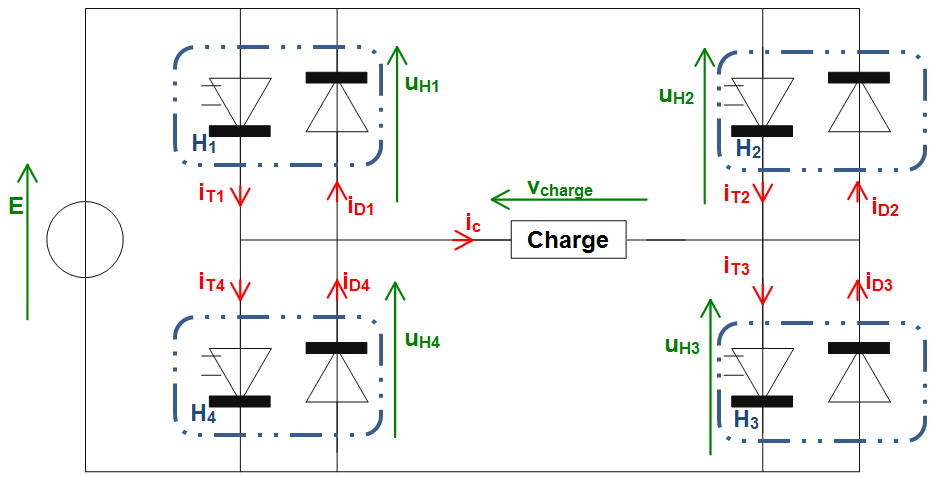 uH1
uH2
H1
H2
E
iT1
iD1
vcharge
iT2
iD2
ic
Charge
iT4
iD4
iT3
iD3
uH4
uH3
H4
H3